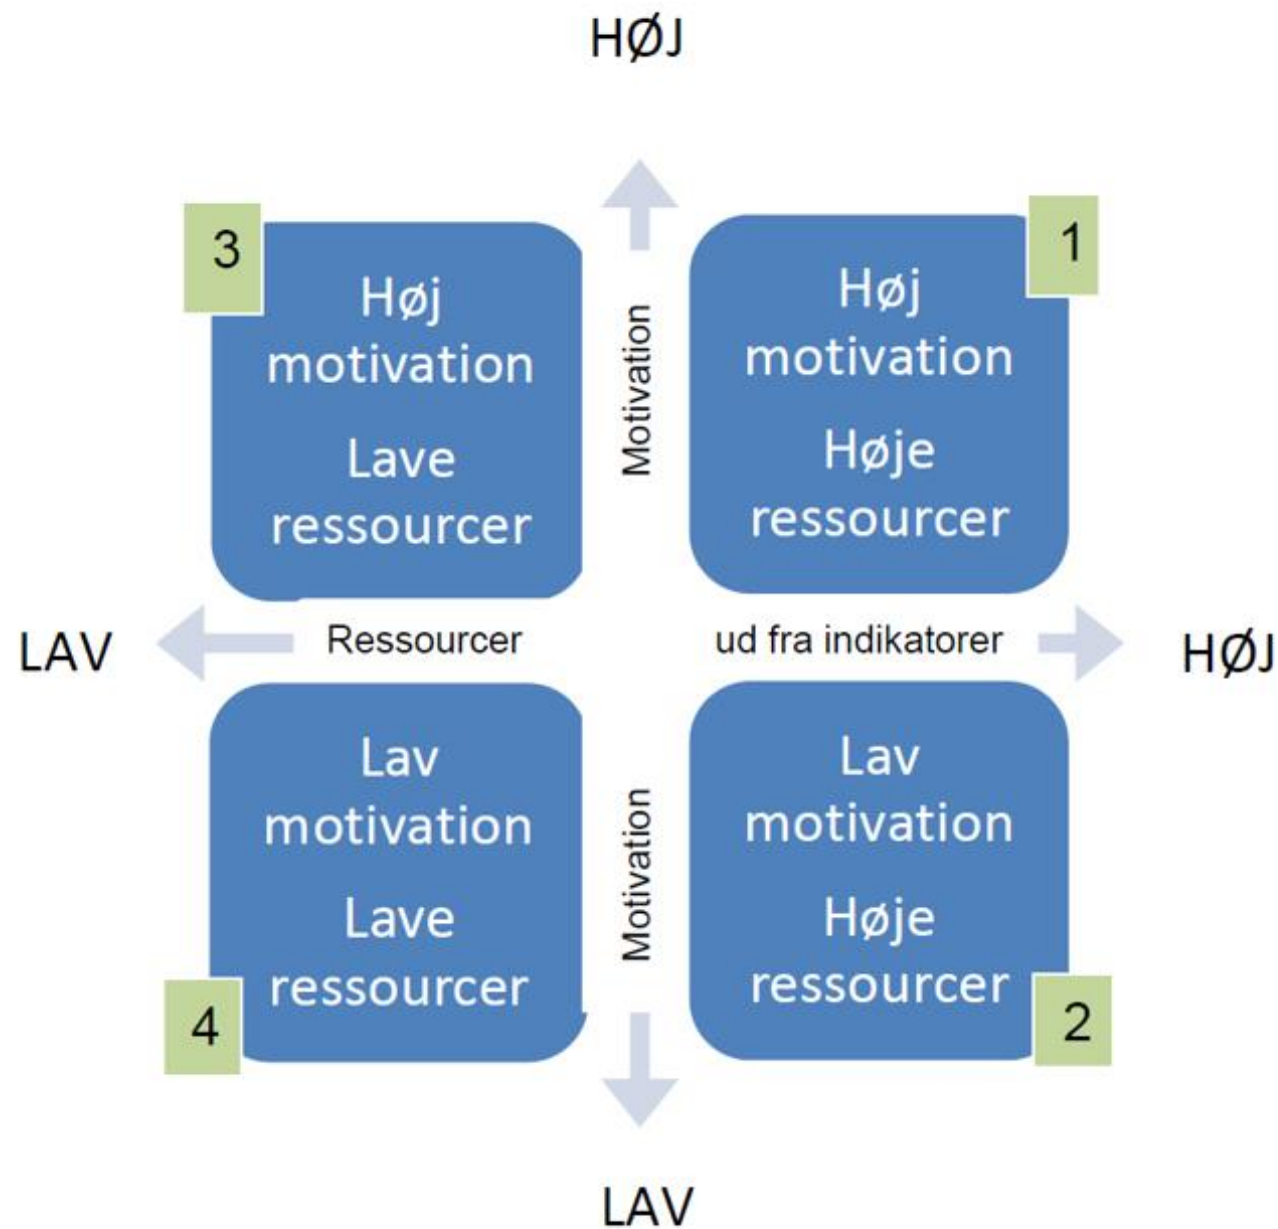 HØJ
3
Høj
motivation
Lave
ressourcer
Motivation
1
Høj
motivation
Høje
ressourcer
LAV
Ressourcer
ud fra indikatorer
HØJ
Lav
motivation
Lave
ressourcer
4
Motivation
Lav
motivation
Høje
ressourcer
2
LAV